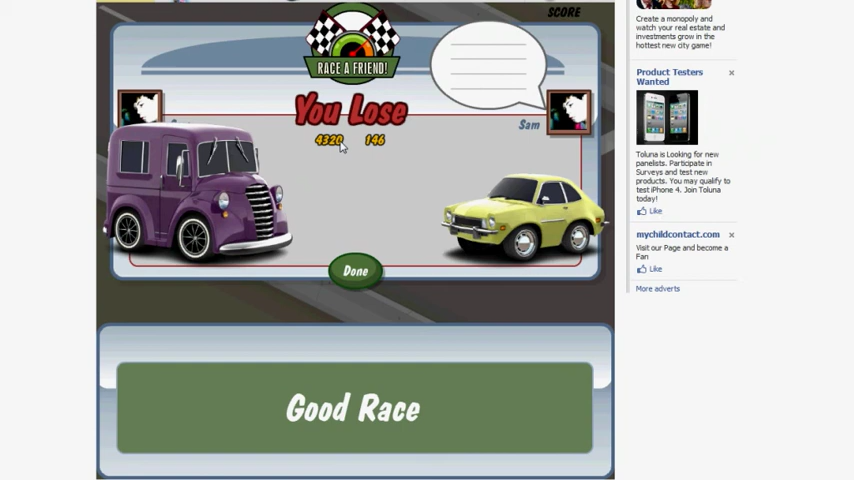 SCORE
RACE A FRIEND!
You Lose
4320 146
Sam
Done
Good Race
Create a monopoly and
watch your real estate and
investments grow in the
hottest new city game!
Product Testers
Wanted
Toluna is Looking for new
panelists. Participate in
Surveys and test new
products. You may qualify to
test iPhone 4. Join Toluna
today!
Like
mychildcontact.com
Visit our Page and become a
Fan
Like
More adverts